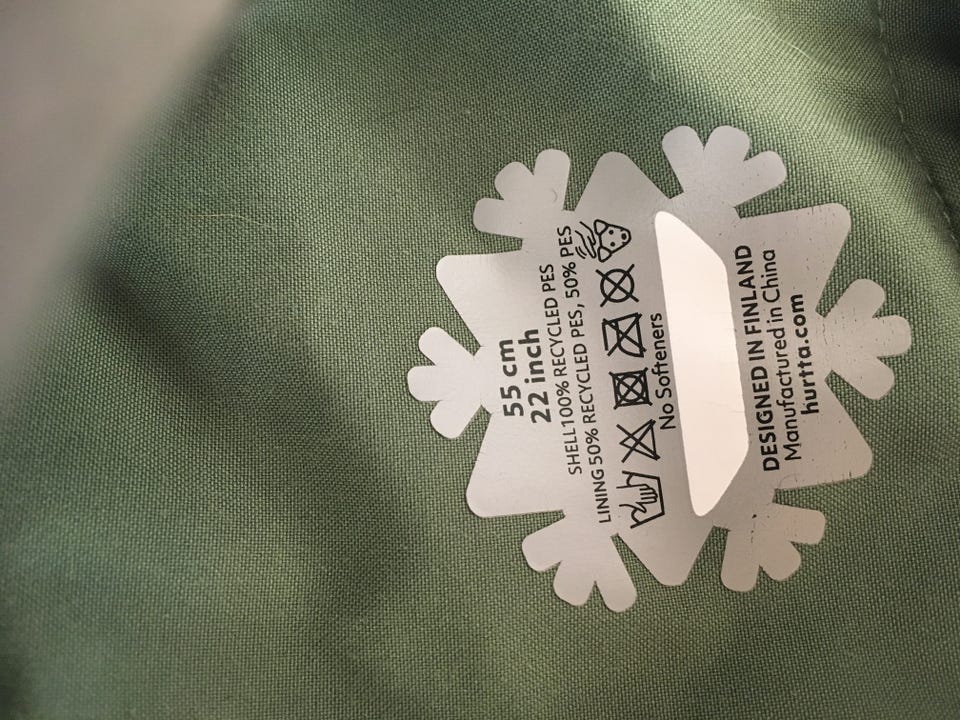 55 cm
22 inch
SHELL100% RECYCLED PES
LINING 50% RECYCLED PES, 50% PES
No Softeners
DESIGNED IN FINLAND
Manufactured in China
hurtta.com